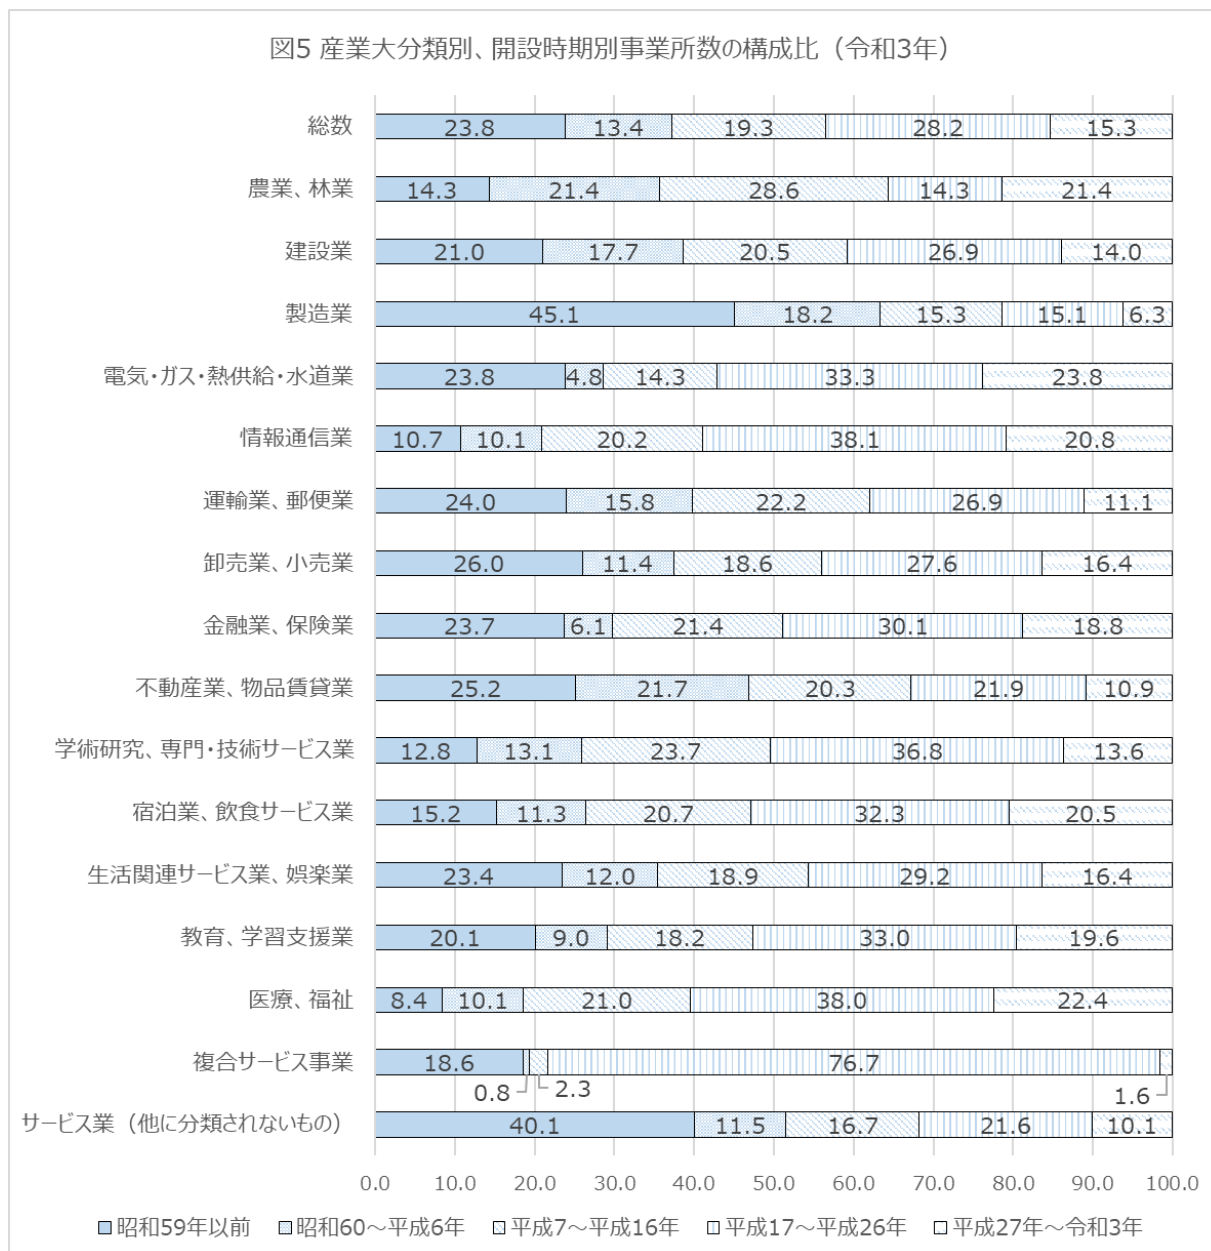 図5 産業大分類別、開設時期別事業所数の構成比（令和3年）
総数 23.8 13.4 19.3 28.2 15.3
農業、林業 14.3 21.4 28.6 14.3 21.4
建設業 21.0 17.7 20.5 26.9 14.0
製造業 45.1 18.2 15.3 15.1 6.3
電気・ガス・熱供給・水道業 23.8 4.8 14.3 33.3 23.8
情報通信業 10.7 10.1 20.2 38.1 20.8
運輸業、郵便業 24.0 15.8 22.2 26.9 11.1
卸売業、小売業 26.0 11.4 18.6 27.6 16.4
金融業、保険業 23.7 6.1 21.4 30.1 18.8
不動産業、物品賃貸業 25.2 21.7 20.3 21.9 10.9
学術研究、専門・技術サービス業 12.8 13.1 23.7 36.8 13.6
宿泊業、飲食サービス業 15.2 11.3 20.7 32.3 20.5
生活関連サービス業、娯楽業 23.4 12.0 18.9 29.2 16.4
教育、学習支援業 20.1 9.0 18.2 33.0 19.6
医療、福祉 8.4 10.1 21.0 38.0 22.4
複合サービス事業 18.6 76.7
0.8 2.3 1.6
サービス業（他に分類されないもの） 40.1 11.5 16.7 21.6 10.1
0.0 10.0 20.0 30.0 40.0 50.0 60.0 70.0 80.0 90.0 100.0
昭和59年以前 昭和60～平成6年 平成7～平成16年 平成17～平成26年 平成27年～令和3年